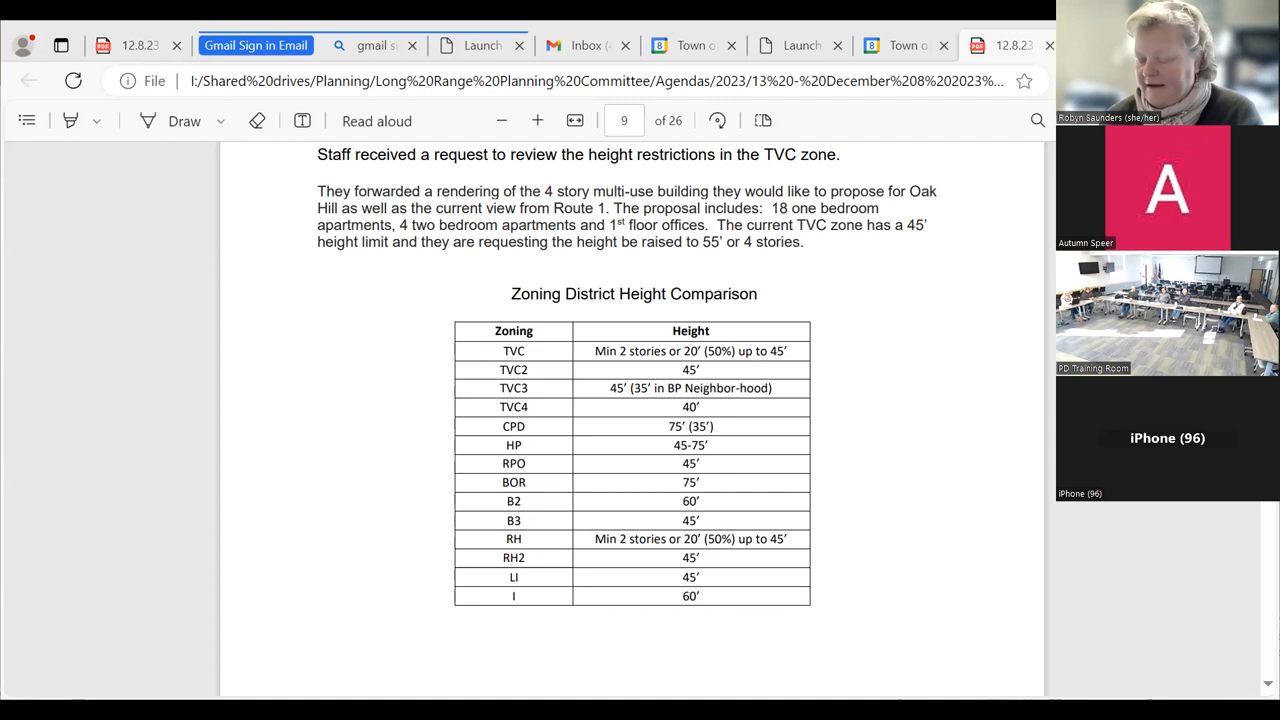 12.8.23
Gmail Sign in Email
gmail s
Launch
Inbox (
Town o
Launch
Town o
12.8.23
File
I:/Shared%20drives/Planning/Long%20Range%20Planning%20Committee/Agendas/2023/13%20-%20December%208%202023%...
Draw
Read aloud
9
of 26
Staff received a request to review the height restrictions in the TVC zone.
They forwarded a rendering of the 4 story multi-use building they would like to propose for Oak
Hill as well as the current view from Route 1. The proposal includes: 18 one bedroom
apartments, 4 two bedroom apartments and 1st floor offices. The current TVC zone has a 45’
height limit and they are requesting the height be raised to 55’ or 4 stories.
Zoning District Height Comparison
Zoning Height
TVC Min 2 stories or 20’ (50%) up to 45’
TVC2 45’
TVC3 45’ (35’ in BP Neighbor-hood)
TVC4 40’
CPD 75’ (35’)
HP 45-75’
RPO 45’
BOR 75’
B2 60’
B3 45’
RH Min 2 stories or 20’ (50%) up to 45’
RH2 45’
LI 45’
I 60’
Robyn Saunders (she/her)
A
Autumn Speer
PD Training Room
iPhone (96)
iPhone (96)